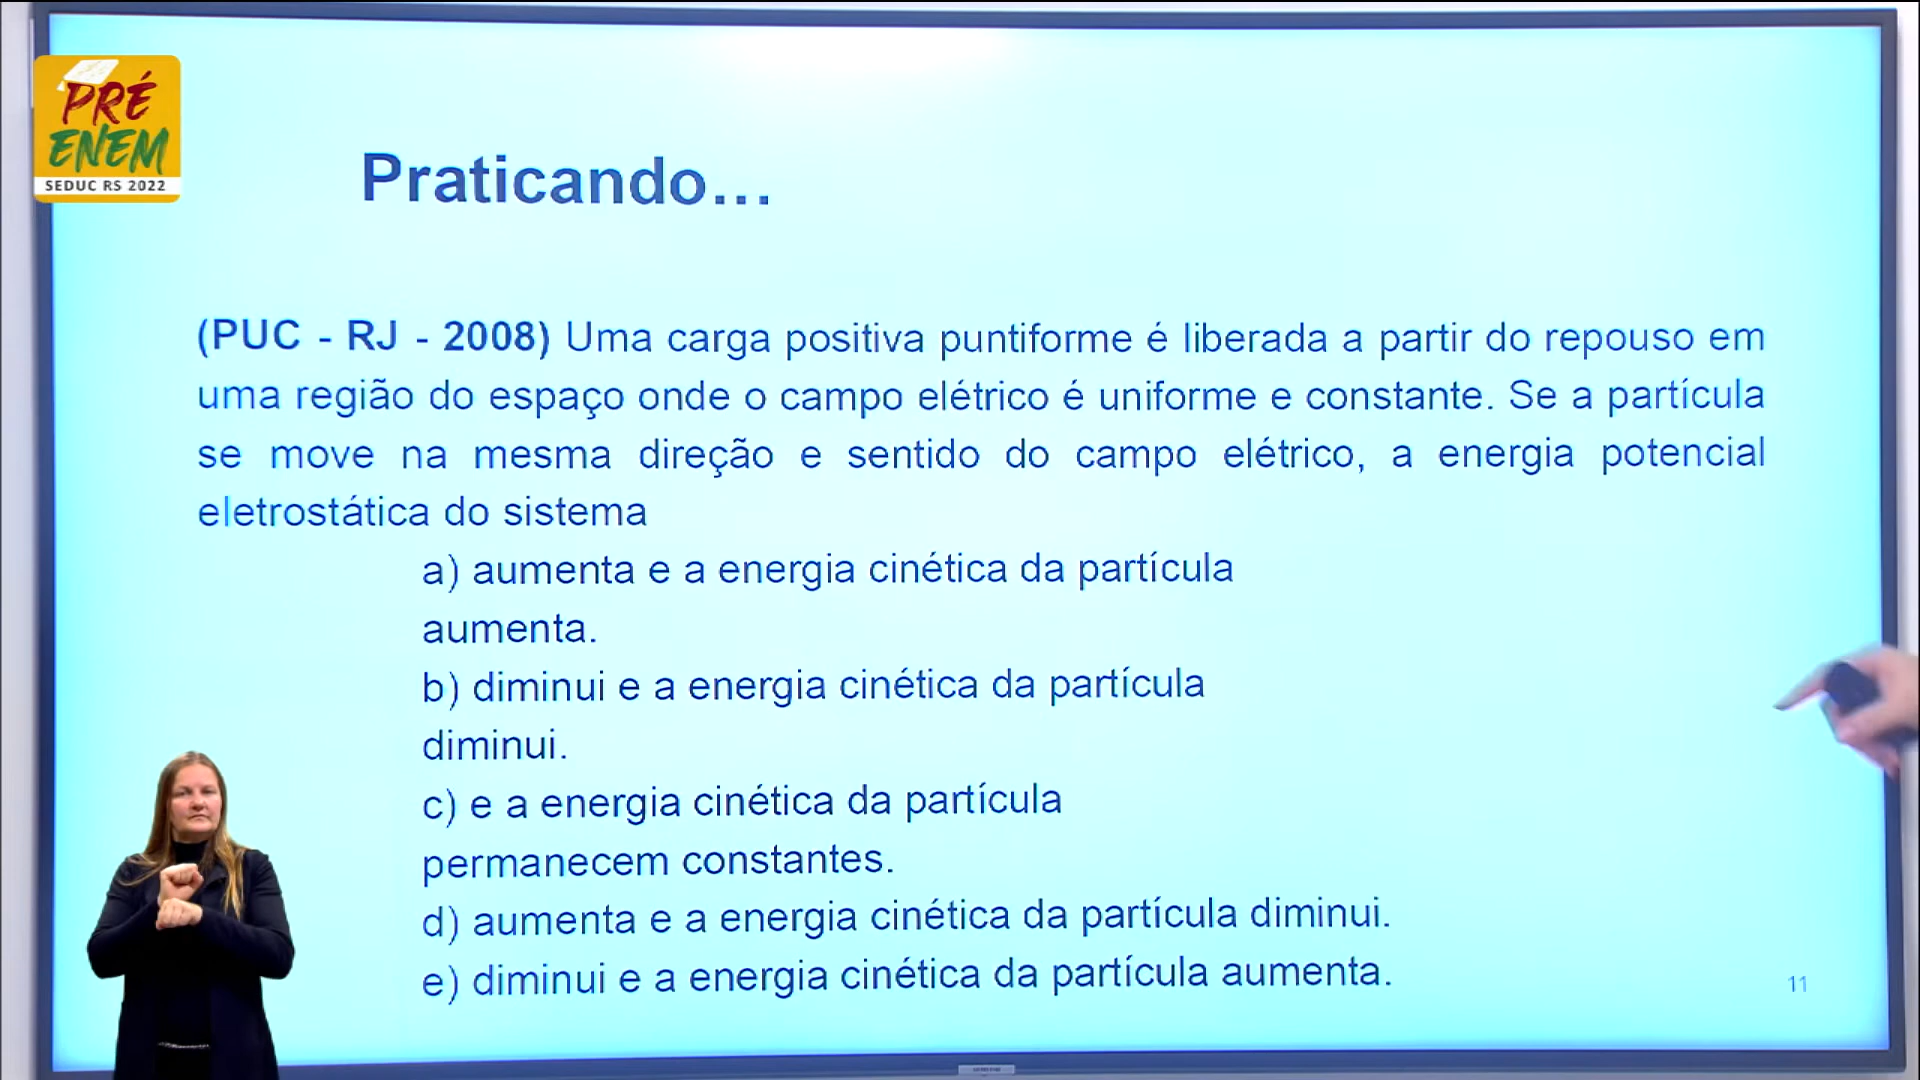 PRÉ
ENEM
SEDUC RS 2022
Praticando...
(PUC - RJ - 2008) Uma carga positiva puntiforme é liberada a partir do repouso em
uma região do espaço onde o campo elétrico é uniforme e constante. Se a partícula
se move na mesma direção e sentido do campo elétrico, a energia potencial
eletrostática do sistema
a) aumenta e a energia cinética da partícula
aumenta.
b) diminui e a energia cinética da partícula
diminui.
c) e a energia cinética da partícula
permanecem constantes.
d) aumenta e a energia cinética da partícula diminui.
e) diminui e a energia cinética da partícula aumenta.
11